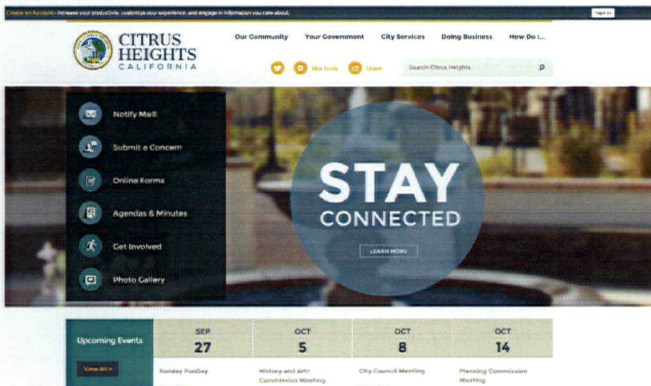 Create an Account - Increase your productivity, customize your experience, and engage in information you care about.
Sign In
CITRUS
HEIGHTS
CALIFORNIA
Our Community Your Government City Services Doing Business How Do I...
Site Tools Share Search Citrus Heights
Notify Me®
Submit a Concern
Online Forms
Agendas & Minutes
Get Involved
Photo Gallery
STAY
CONNECTED
LEARN MORE
Upcoming Events
View All
SEP
27
Sunday FunDay
OCT
5
History and Arts
Commission Meeting
OCT
8
City Council Meeting
OCT
14
Planning Commission
Meeting